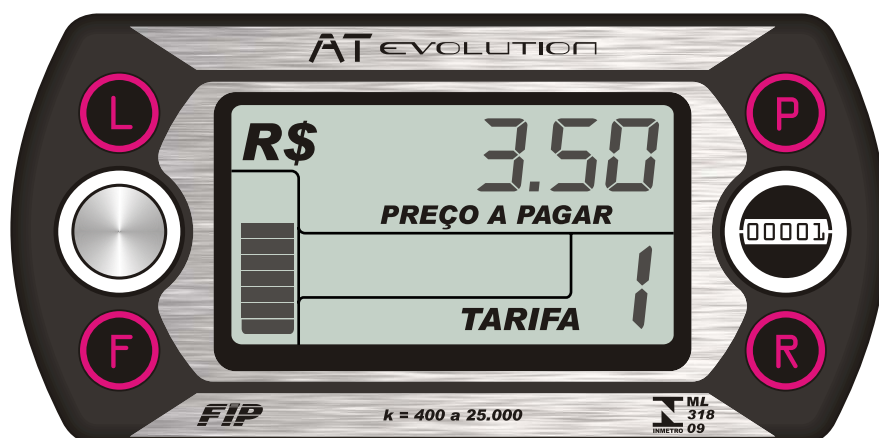 AT EVOLUTION
L
P
R$ 3.50
PREÇO A PAGAR
00001
1
TARIFA
F
R
FIP
k = 400 a 25.000
INMETRO
ML
318
09